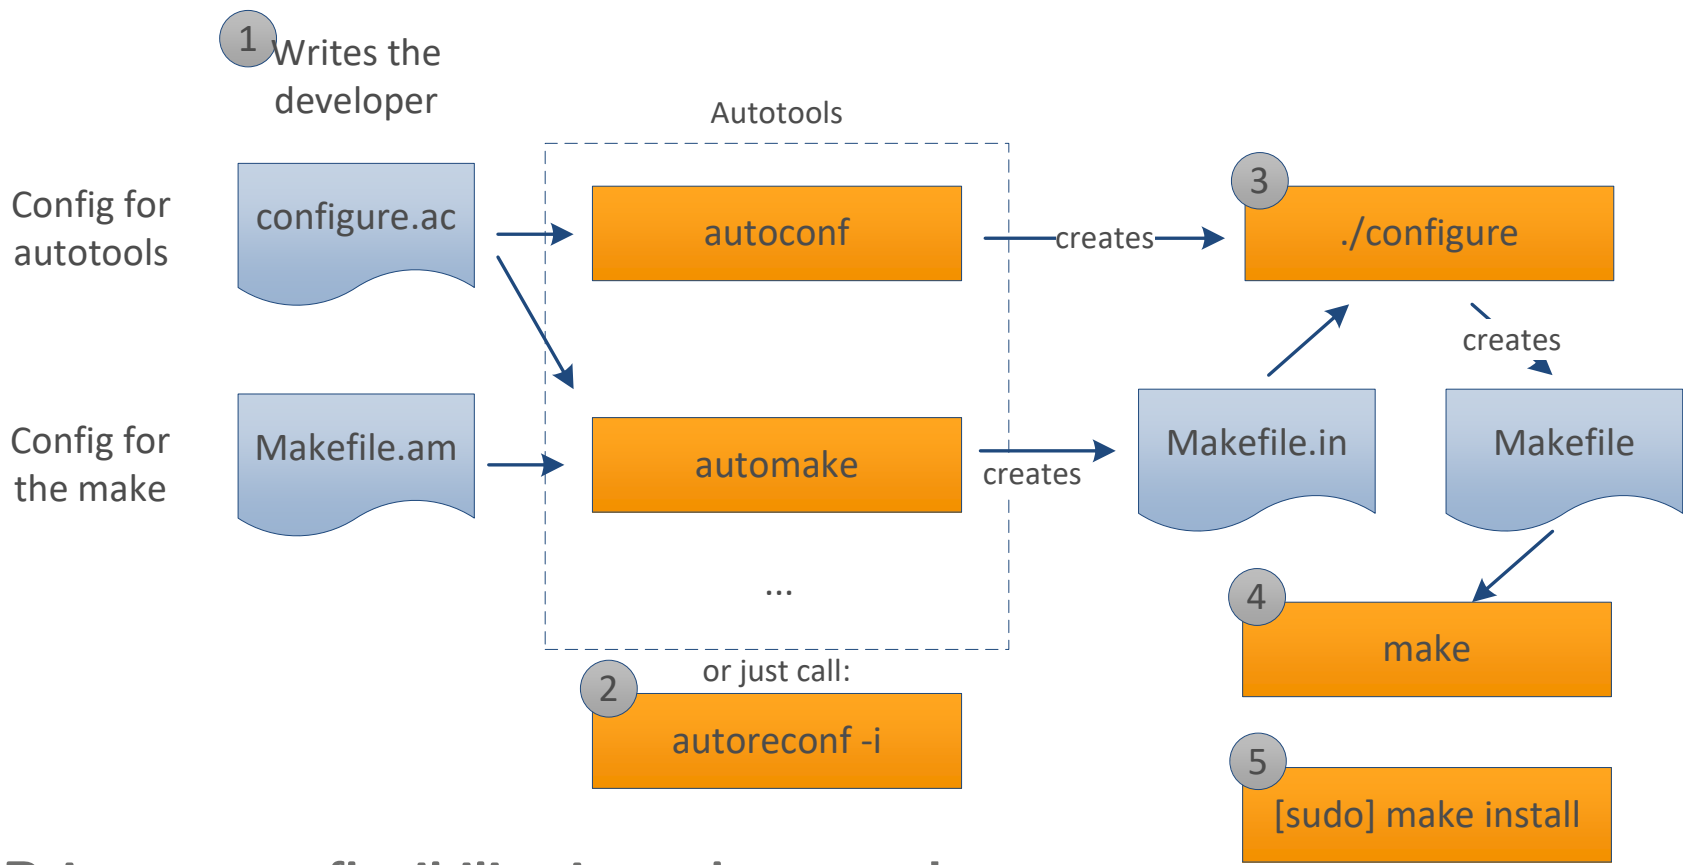 1
Writes the
developer
Autotools
Config for
autotools
configure.ac
autoconf
creates
3
./configure
creates
Config for
the make
Makefile.am
automake
creates
Makefile.in
Makefile
...
or just call:
2
autoreconf -i
4
make
5
[sudo] make install